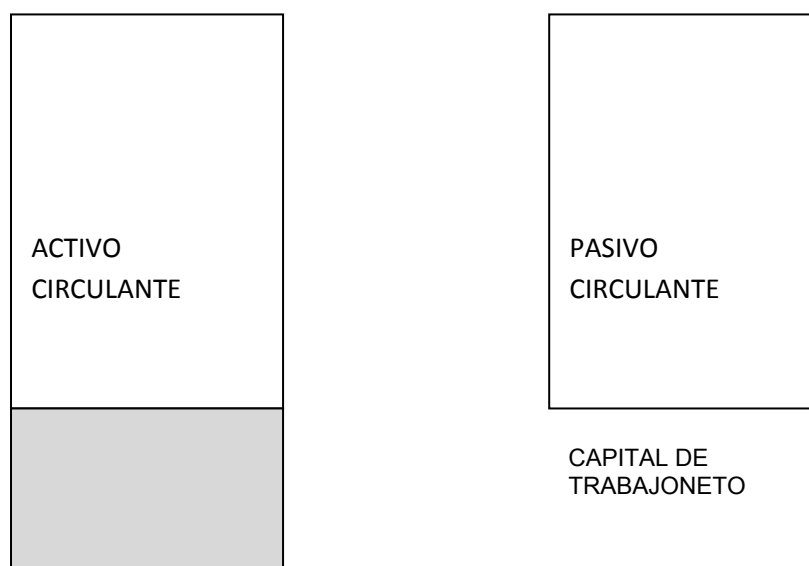 ACTIVO
CIRCULANTE
PASIVO
CIRCULANTE
CAPITAL DE
TRABAJONETO